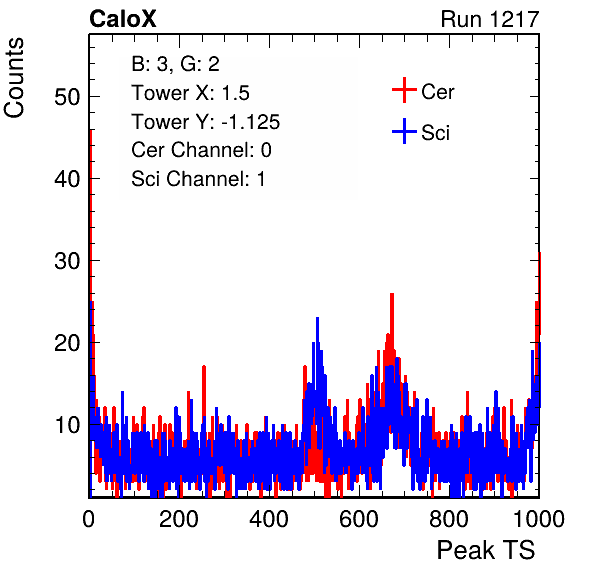 CaloX Run 1217
Counts
B: 3, G: 2
Tower X: 1.5
Tower Y: -1.125
Cer Channel: 0
Sci Channel: 1
Cer
Sci
50
40
30
20
10
0 200 400 600 800 1000
Peak TS